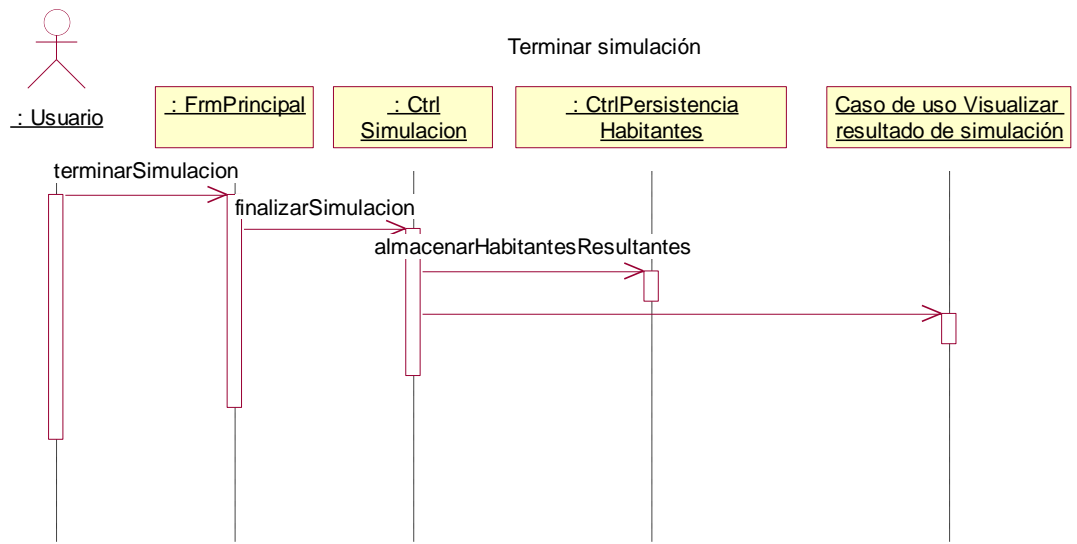 Terminar simulación
: Usuario
: FrmPrincipal
: Ctrl
Simulacion
: CtrlPersistencia
Habitantes
Caso de uso Visualizar
resultado de simulación
terminarSimulacion
finalizarSimulacion
almacenarHabitantesResultantes